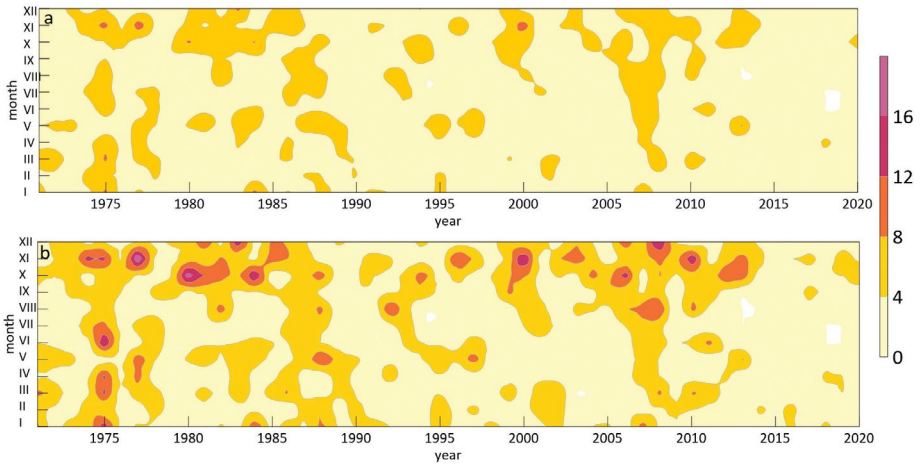 a
XII
XI
X
IX
VIII
VII
VI
V
IV
III
II
I
month
1975 1980 1985 1990 1995 2000 2005 2010 2015 2020
year
b
XII
XI
X
IX
VIII
VII
VI
V
IV
III
II
I
month
1975 1980 1985 1990 1995 2000 2005 2010 2015 2020
year
16
12
8
4
0